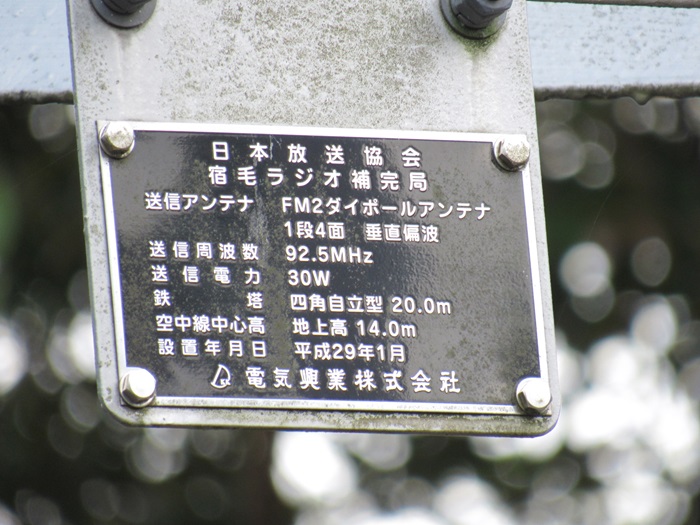 日本放送協会
宿毛ラジオ補完局
送信アンテナ FM2ダイポールアンテナ
1段4面 垂直偏波
送信周波数 92.5MHz
送信電力 30W
鉄塔 四角自立型 20.0m
空中線中心高 地上高 14.0m
設置年月日 平成29年1月
電気興業株式会社